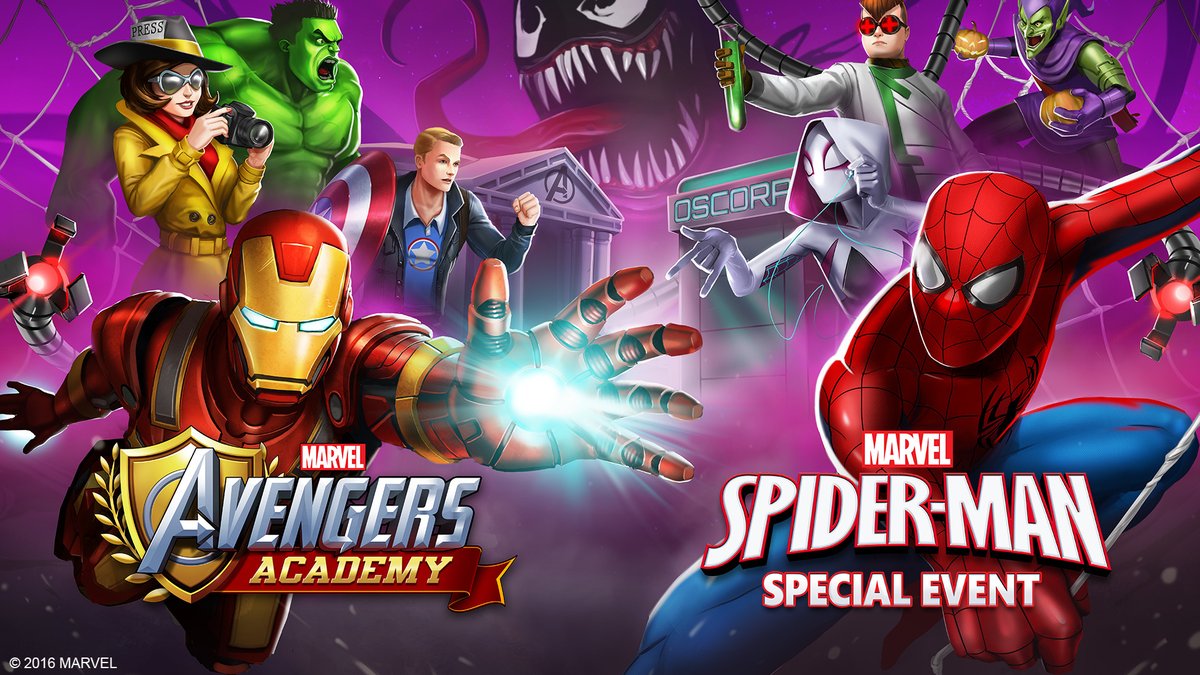 PRESS
OSCORP
MARVEL
AVENGERS
ACADEMY
MARVEL
SPIDER-MAN
SPECIAL EVENT
© 2016 MARVEL